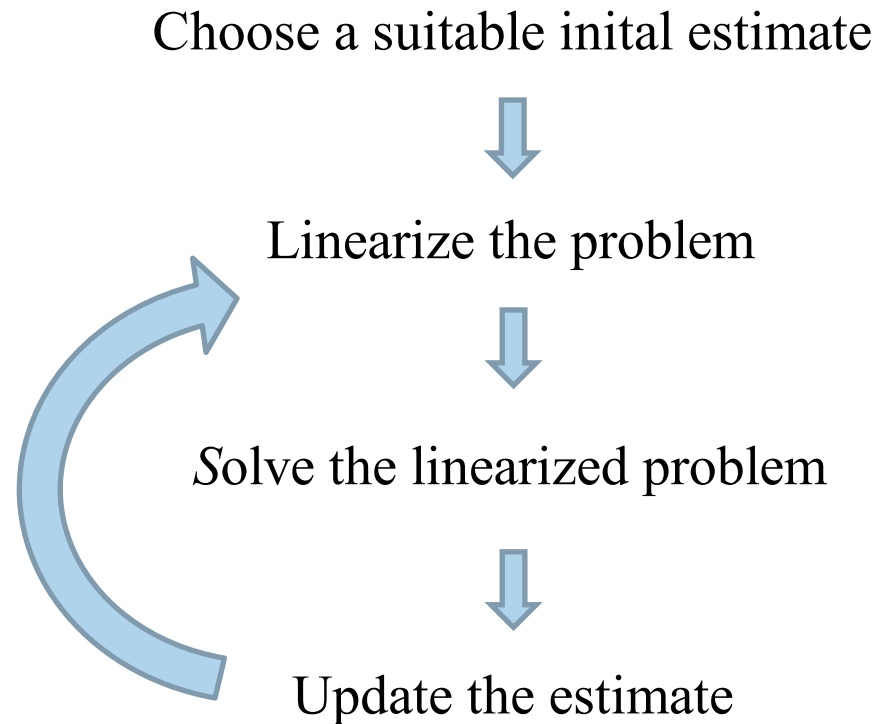 Choose a suitable inital estimate
Linearize the problem
Solve the linearized problem
Update the estimate